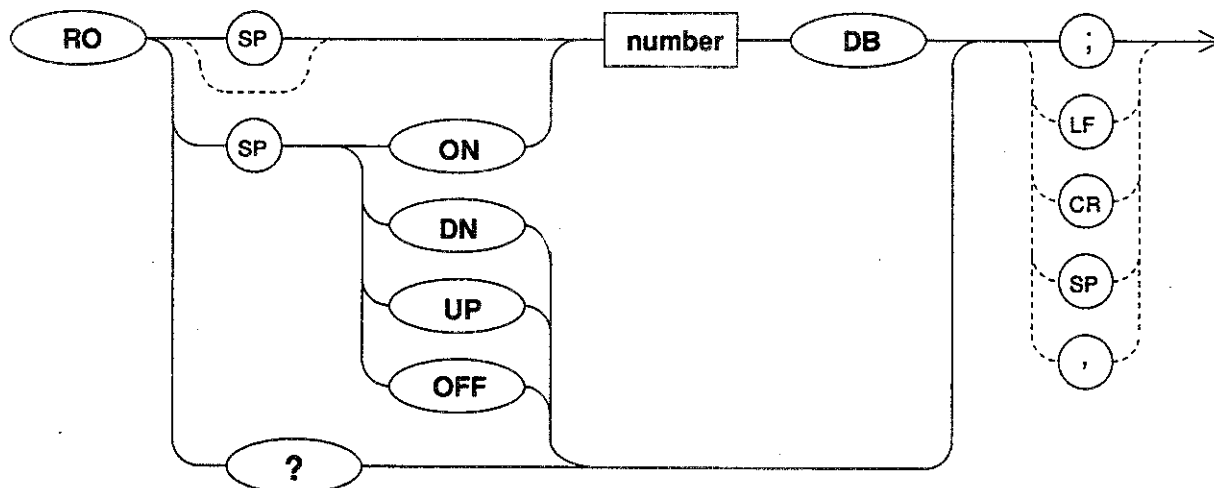 RO SP number DB ;
LF
SP ON
CR
DN
SP
UP
,
OFF
?